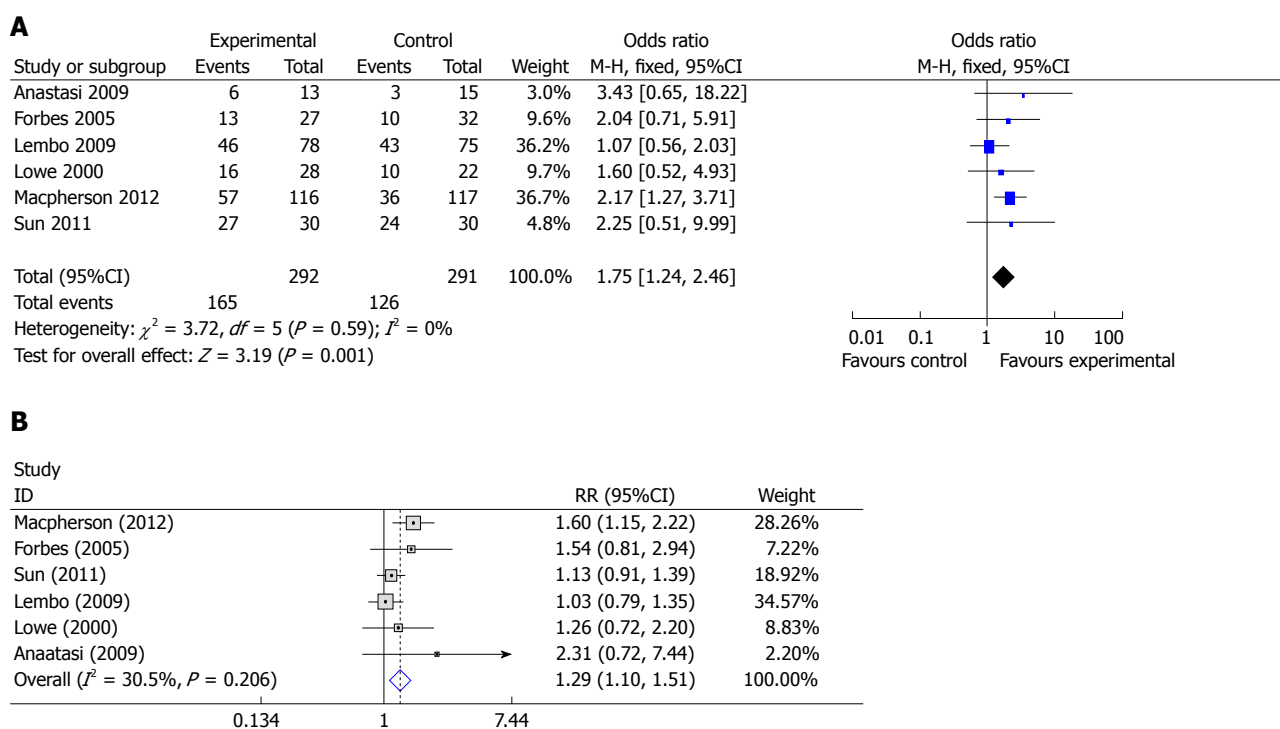 A
Experimental Control Odds ratio Odds ratio
Study or subgroup Events Total Events Total Weight M-H, fixed, 95%CI M-H, fixed, 95%CI
Anastasi 2009 6 13 3 15 3.0% 3.43 [0.65, 18.22]
Forbes 2005 13 27 10 32 9.6% 2.04 [0.71, 5.91]
Lembo 2009 46 78 43 75 36.2% 1.07 [0.56, 2.03]
Lowe 2000 16 28 10 22 9.7% 1.60 [0.52, 4.93]
Macpherson 2012 57 116 36 117 36.7% 2.17 [1.27, 3.71]
Sun 2011 27 30 24 30 4.8% 2.25 [0.51, 9.99]
Total (95%CI) 292 291 100.0% 1.75 [1.24, 2.46]
Total events 165 126
Heterogeneity: χ² = 3.72, df = 5 (P = 0.59); I² = 0%
Test for overall effect: Z = 3.19 (P = 0.001)
0.01 0.1 1 10 100
Favours control Favours experimental
B
Study
ID RR (95%CI) Weight
Macpherson (2012) 1.60 (1.15, 2.22) 28.26%
Forbes (2005) 1.54 (0.81, 2.94) 7.22%
Sun (2011) 1.13 (0.91, 1.39) 18.92%
Lembo (2009) 1.03 (0.79, 1.35) 34.57%
Lowe (2000) 1.26 (0.72, 2.20) 8.83%
Anaatasi (2009) 2.31 (0.72, 7.44) 2.20%
Overall (I² = 30.5%, P = 0.206) 1.29 (1.10, 1.51) 100.00%
0.134 1 7.44